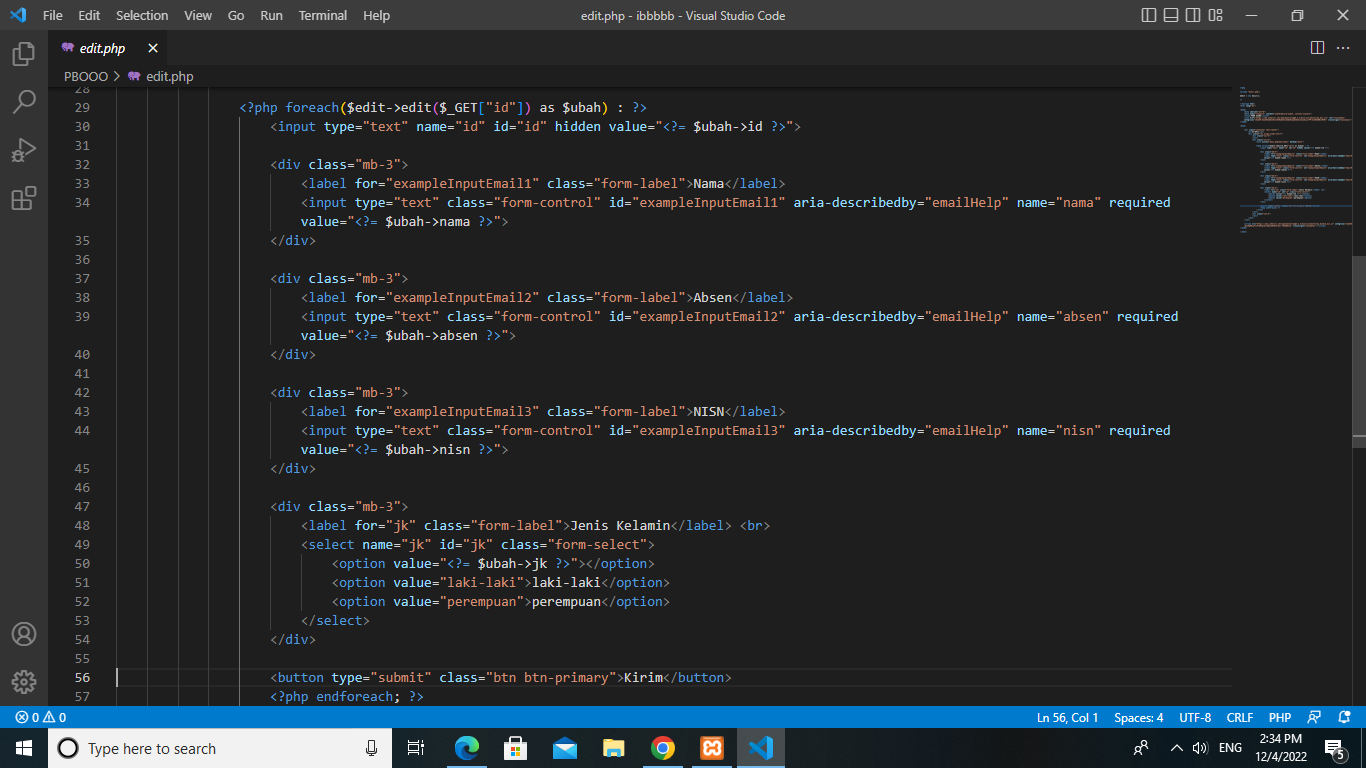 File Edit Selection View Go Run Terminal Help edit.php - ibbbbb - Visual Studio Code
edit.php
PBOOO > edit.php
28
29 <?php foreach($edit->edit($_GET["id"]) as $ubah) : ?>
30 <input type="text" name="id" id="id" hidden value="<?= $ubah->id ?>">
31
32 <div class="mb-3">
33 <label for="exampleInputEmail1" class="form-label">Nama</label>
34 <input type="text" class="form-control" id="exampleInputEmail1" aria-describedby="emailHelp" name="nama" required
value="<?= $ubah->nama ?>">
35 </div>
36
37 <div class="mb-3">
38 <label for="exampleInputEmail2" class="form-label">Absen</label>
39 <input type="text" class="form-control" id="exampleInputEmail2" aria-describedby="emailHelp" name="absen" required
value="<?= $ubah->absen ?>">
40 </div>
41
42 <div class="mb-3">
43 <label for="exampleInputEmail3" class="form-label">NISN</label>
44 <input type="text" class="form-control" id="exampleInputEmail3" aria-describedby="emailHelp" name="nisn" required
value="<?= $ubah->nisn ?>">
45 </div>
46
47 <div class="mb-3">
48 <label for="jk" class="form-label">Jenis Kelamin</label> <br>
49 <select name="jk" id="jk" class="form-select">
50 <option value="<?= $ubah->jk ?>"></option>
51 <option value="laki-laki">laki-laki</option>
52 <option value="perempuan">perempuan</option>
53 </select>
54 </div>
55
56 <button type="submit" class="btn btn-primary">Kirim</button>
57 <?php endforeach; ?>
0 0 Ln 56, Col 1 Spaces: 4 UTF-8 CRLF PHP
Type here to search ENG 2:34 PM
12/4/2022 5